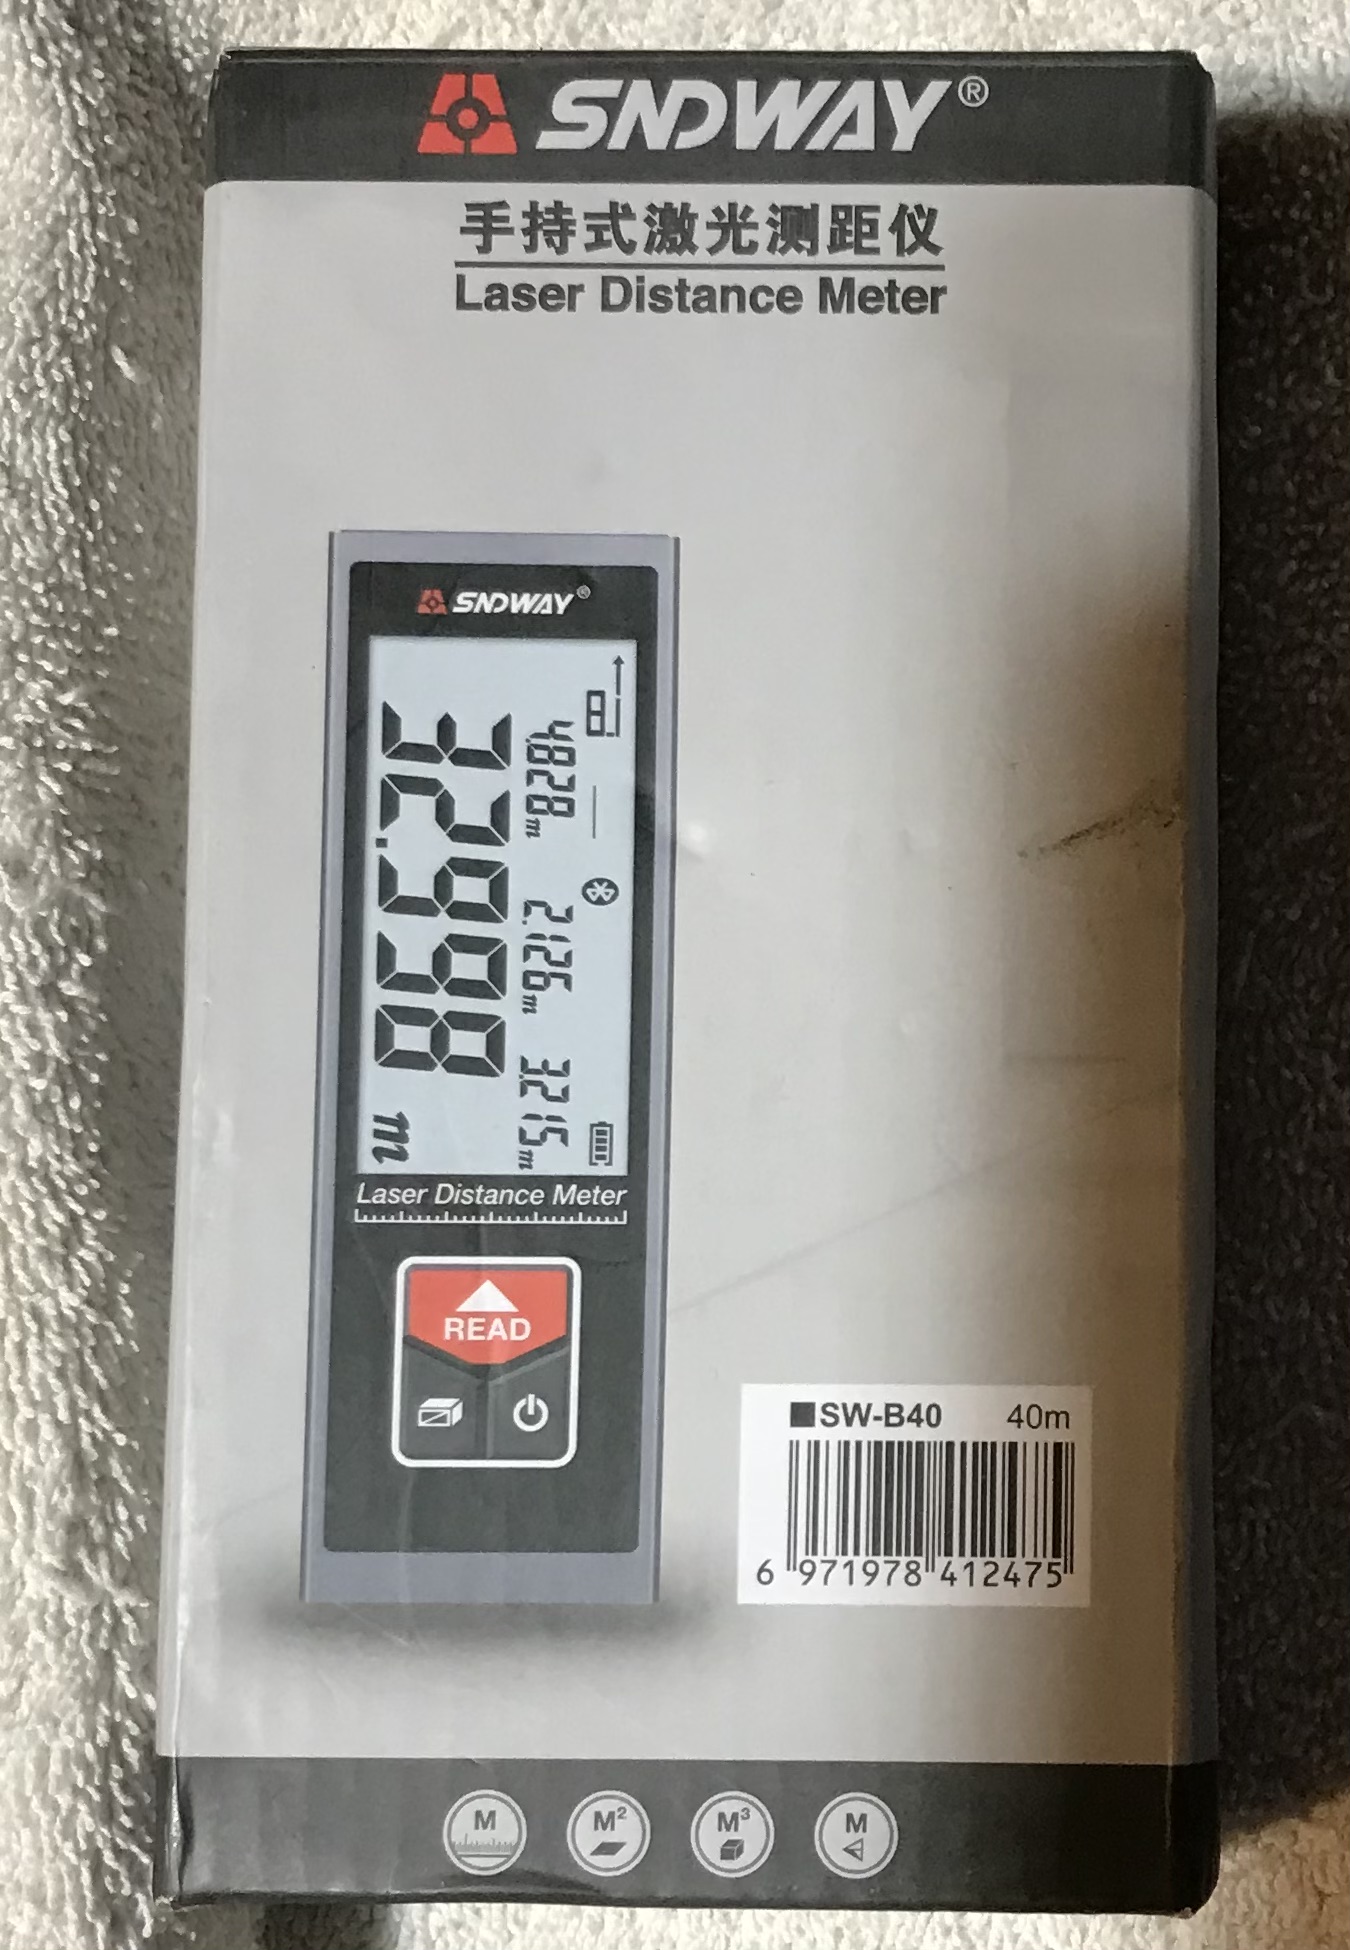 SNDWAY®
手持式激光测距仪
Laser Distance Meter
SNDWAY®
4.828m 2.126m 3.215m
32.998m
Laser Distance Meter
READ
■SW-B40 40m
6 971978 412475
M M² M³ M